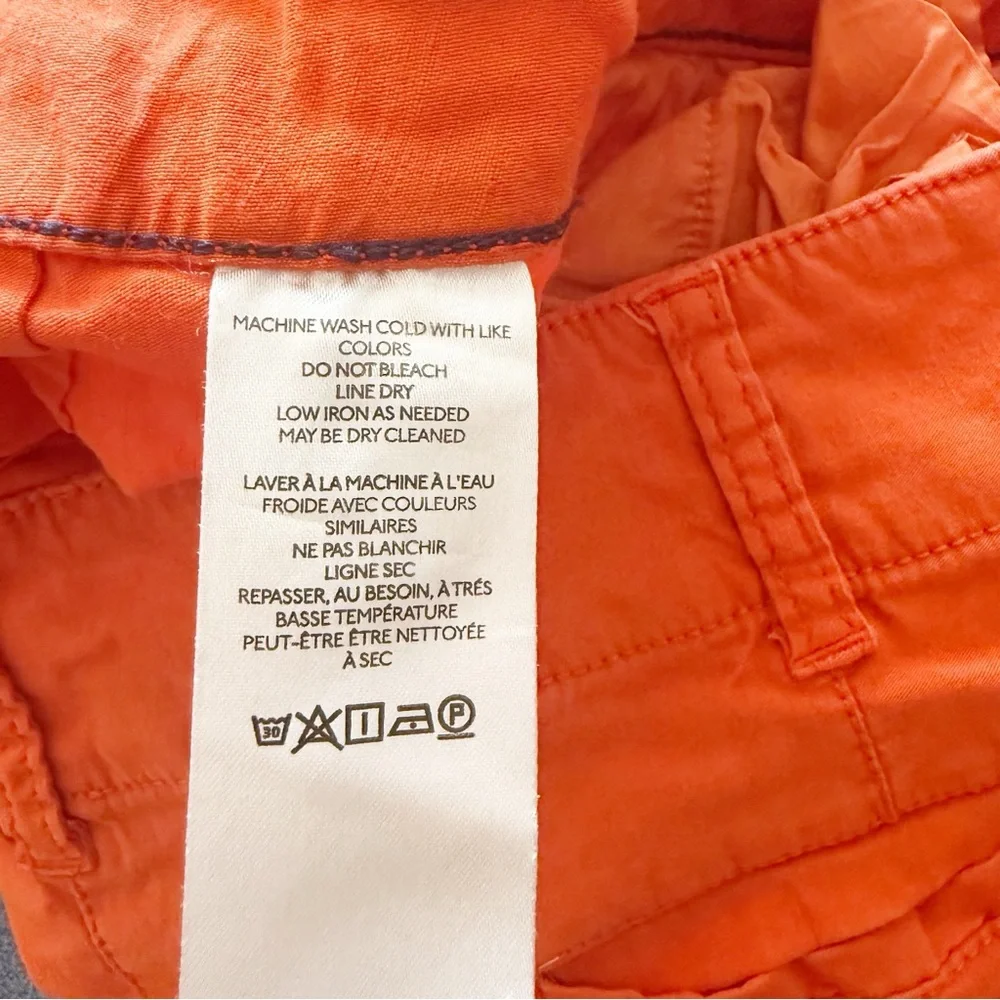 MACHINE WASH COLD WITH LIKE
COLORS
DO NOT BLEACH
LINE DRY
LOW IRON AS NEEDED
MAY BE DRY CLEANED
LAVER À LA MACHINE À L'EAU
FROIDE AVEC COULEURS
SIMILAIRES
NE PAS BLANCHIR
LIGNE SEC
REPASSER, AU BESOIN, À TRÉS
BASSE TEMPÉRATURE
PEUT-ÊTRE ÊTRE NETTOYÉE
À SEC
30 P